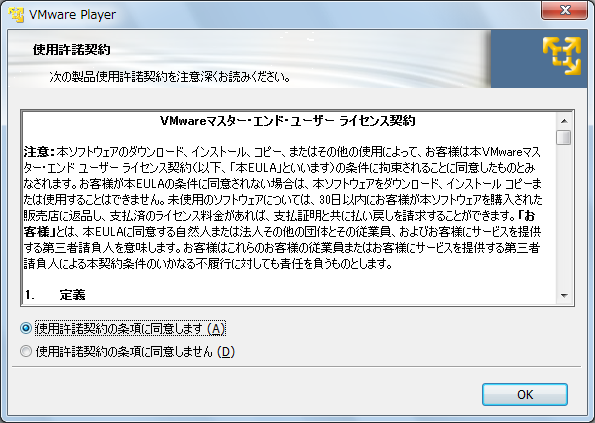 VMware Player
使用許諾契約
次の製品使用許諾契約を注意深くお読みください。
VMwareマスター・エンド・ユーザー ライセンス契約
注意：本ソフトウェアのダウンロード、インストール、コピー、またはその他の使用によって、お客様は本VMwareマス
ター・エンド ユーザー ライセンス契約（以下、「本EULA」といいます）の条件に拘束されることに同意したものとみ
なされます。お客様が本EULAの条件に同意されない場合は、本ソフトウェアをダウンロード、インストール コピーま
たは使用することはできません。未使用のソフトウェアについては、30日以内にお客様が本ソフトウェアを購入された
販売店に返品し、支払済のライセンス料金があれば、支払証明と共に払い戻しを請求することができます。「お
客様」とは、本EULAに同意する自然人または法人その他の団体とその従業員、およびお客様にサービスを提供
する第三者請負人を意味します。お客様はこれらのお客様の従業員またはお客様にサービスを提供する第三者
請負人による本契約条件のいかなる不履行に対しても責任を負うものとします。
1. 定義
使用許諾契約の条項に同意します (A)
使用許諾契約の条項に同意しません (D)
OK